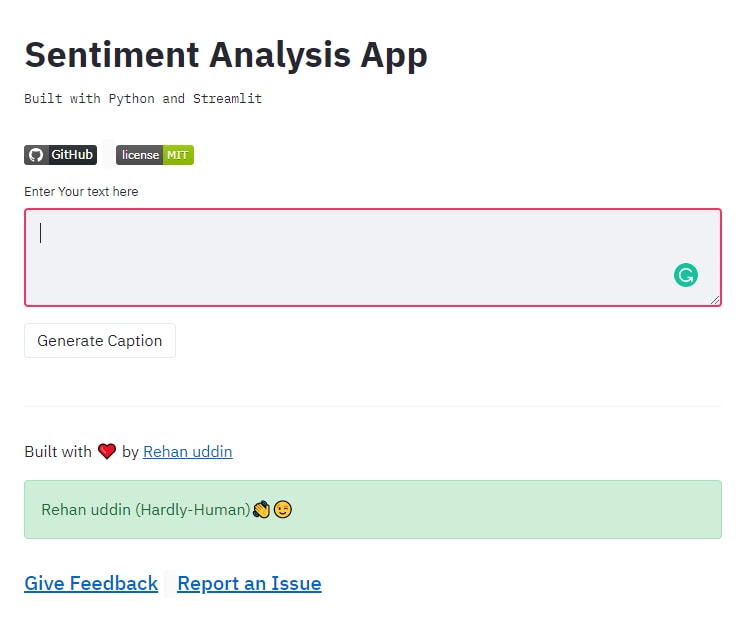 Sentiment Analysis App
Built with Python and Streamlit
GitHub license MIT
Enter Your text here
Generate Caption
Built with ❤️ by Rehan uddin
Rehan uddin (Hardly-Human)👏😉
Give Feedback Report an Issue